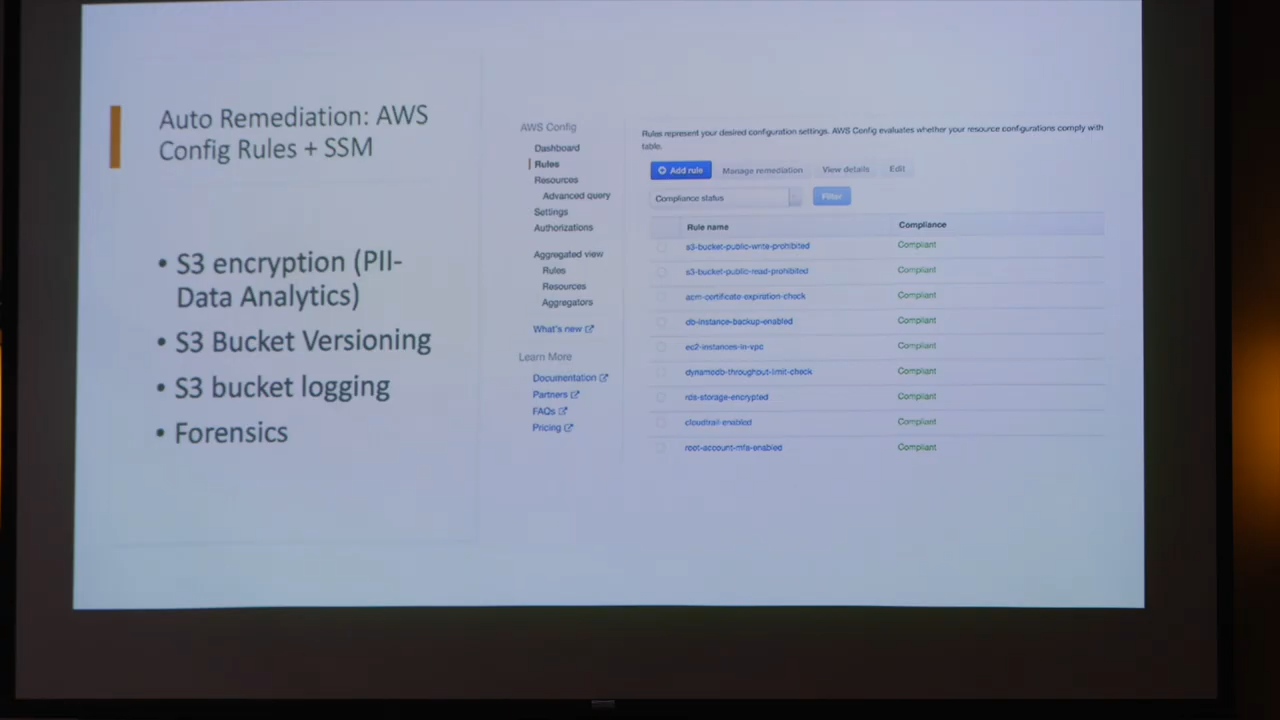 Auto Remediation: AWS
Config Rules + SSM
• S3 encryption (PII-
Data Analytics)
• S3 Bucket Versioning
• S3 bucket logging
• Forensics
AWS Config
Dashboard
Rules
Resources
Advanced query
Settings
Authorizations
Aggregated view
Rules
Resources
Aggregators
What's new
Learn More
Documentation
Partners
FAQs
Pricing
Rules represent your desired configuration settings. AWS Config evaluates whether your resource configurations comply with
table.
Add rule Manage remediation View details Edit
Compliance status Filter
Rule name Compliance
s3-bucket-public-write-prohibited Compliant
s3-bucket-public-read-prohibited Compliant
acm-certificate-expiration-check Compliant
db-instance-backup-enabled Compliant
ec2-instances-in-vpc Compliant
dynamodb-throughput-limit-check Compliant
rds-storage-encrypted Compliant
cloudtrail-enabled Compliant
root-account-mfa-enabled Compliant